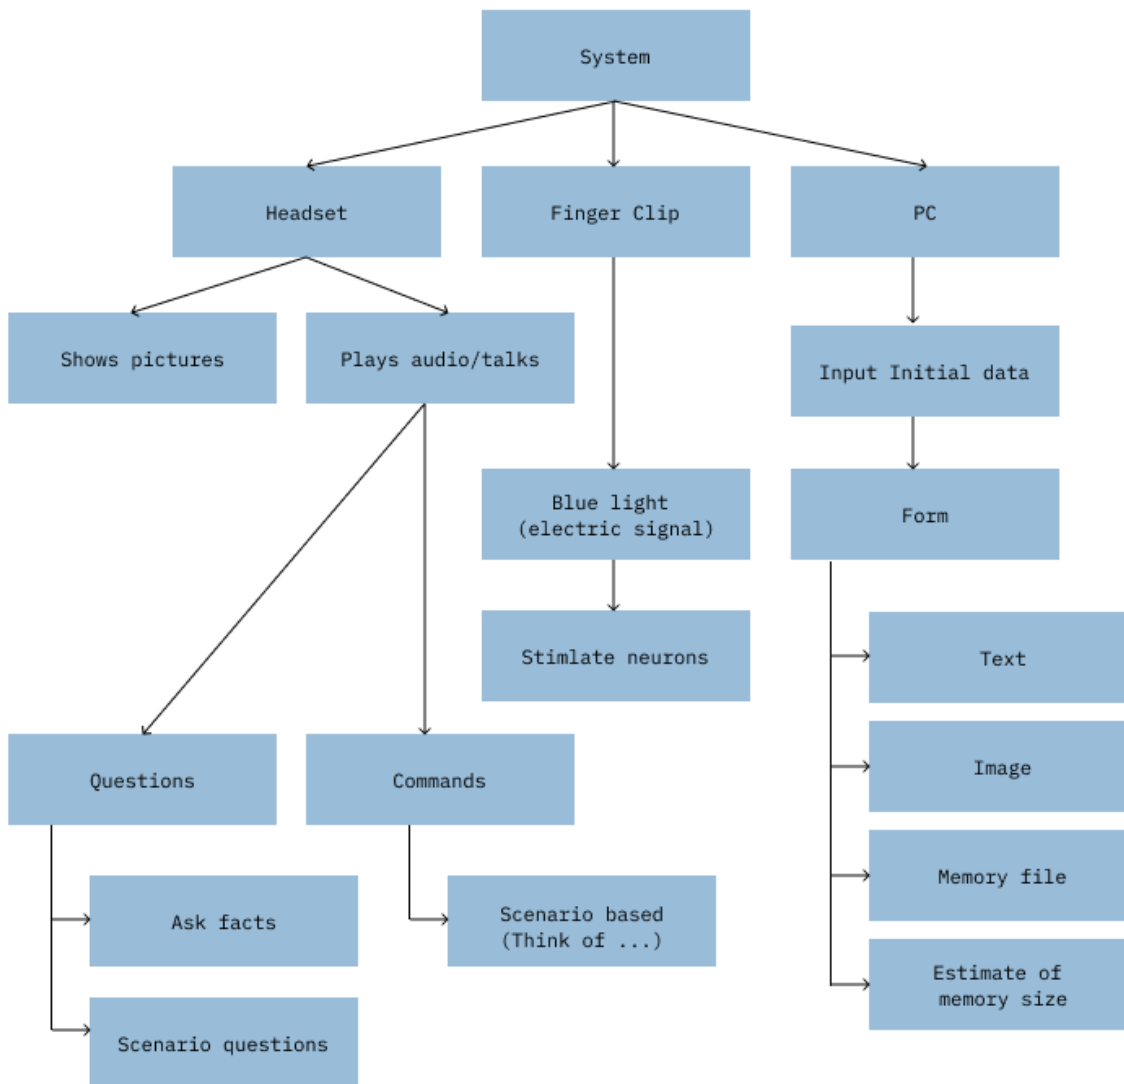 System
Headset
Finger Clip
PC
Shows pictures
Plays audio/talks
Input Initial data
Blue light
(electric signal)
Form
Stimlate neurons
Text
Image
Questions
Commands
Memory file
Ask facts
Scenario based
(Think of ...)
Estimate of
memory size
Scenario questions